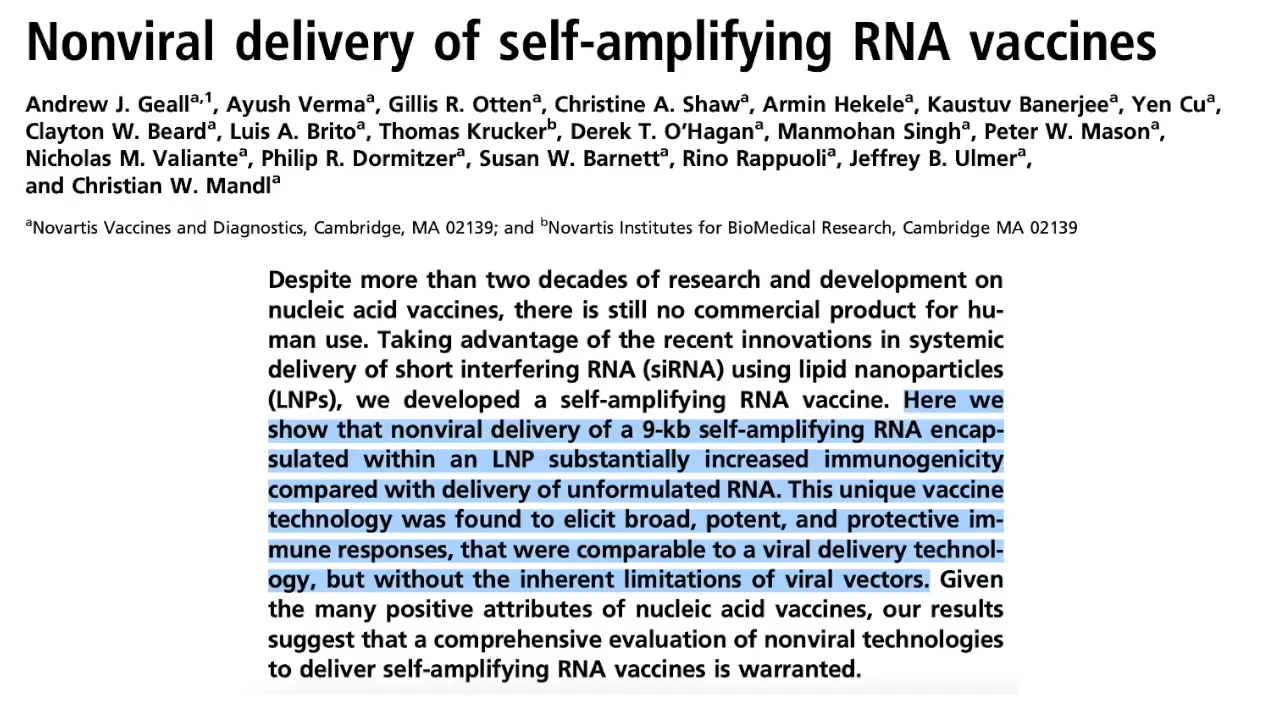 Nonviral delivery of self-amplifying RNA vaccines
Andrew J. Geallᵃ,¹, Ayush Vermaᵃ, Gillis R. Ottenᵃ, Christine A. Shawᵃ, Armin Hekeleᵃ, Kaustuv Banerjeeᵃ, Yen Cuᵃ,
Clayton W. Beardᵃ, Luis A. Britoᵃ, Thomas Kruckerᵇ, Derek T. O’Haganᵃ, Manmohan Singhᵃ, Peter W. Masonᵃ,
Nicholas M. Valianteᵃ, Philip R. Dormitzerᵃ, Susan W. Barnettᵃ, Rino Rappuoliᵃ, Jeffrey B. Ulmerᵃ,
and Christian W. Mandlᵃ
ᵃNovartis Vaccines and Diagnostics, Cambridge, MA 02139; and ᵇNovartis Institutes for BioMedical Research, Cambridge MA 02139
Despite more than two decades of research and development on
nucleic acid vaccines, there is still no commercial product for hu-
man use. Taking advantage of the recent innovations in systemic
delivery of short interfering RNA (siRNA) using lipid nanoparticles
(LNPs), we developed a self-amplifying RNA vaccine. Here we
show that nonviral delivery of a 9-kb self-amplifying RNA encap-
sulated within an LNP substantially increased immunogenicity
compared with delivery of unformulated RNA. This unique vaccine
technology was found to elicit broad, potent, and protective im-
mune responses, that were comparable to a viral delivery technol-
ogy, but without the inherent limitations of viral vectors. Given
the many positive attributes of nucleic acid vaccines, our results
suggest that a comprehensive evaluation of nonviral technologies
to deliver self-amplifying RNA vaccines is warranted.